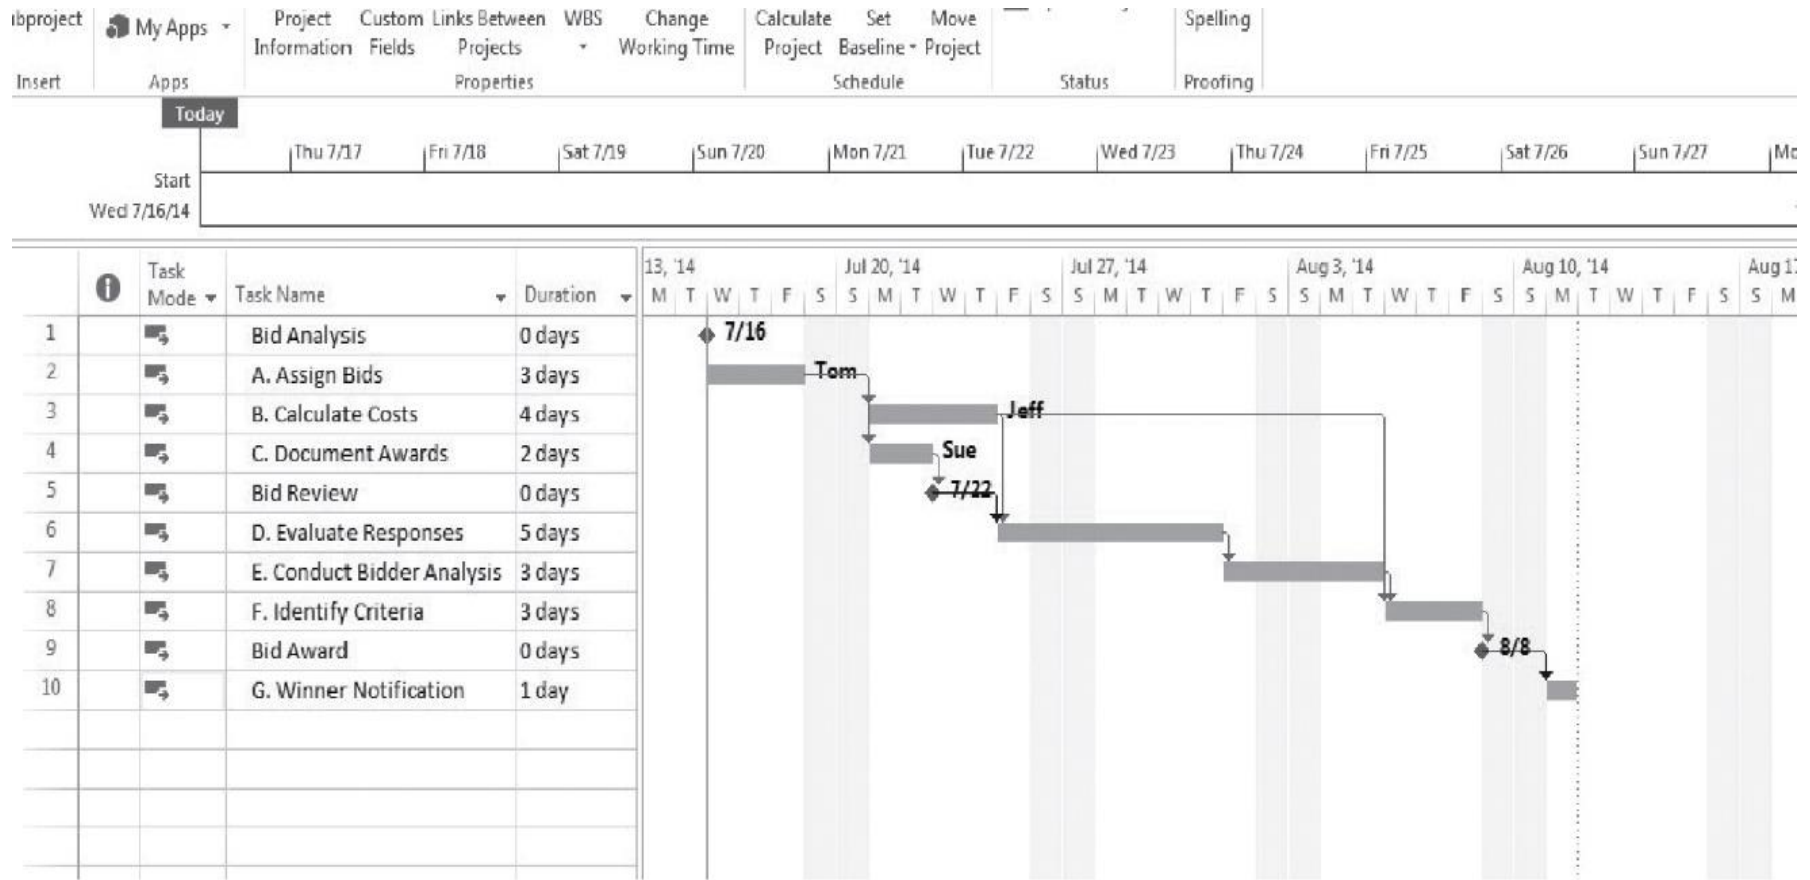 bproject My Apps Project Custom Links Between WBS Change Calculate Set Move Spelling
Information Fields Projects Working Time Project Baseline Project
Insert Apps Properties Schedule Status Proofing
Today
Thu 7/17 Fri 7/18 Sat 7/19 Sun 7/20 Mon 7/21 Tue 7/22 Wed 7/23 Thu 7/24 Fri 7/25 Sat 7/26 Sun 7/27 Mo
Start
Wed 7/16/14
Task Mode Task Name Duration
13, '14 Jul 20, '14 Jul 27, '14 Aug 3, '14 Aug 10, '14 Aug 17
M T W T F S S M T W T F S S M T W T F S S M T W T F S S M T W T F S S M
1 Bid Analysis 0 days 7/16
2 A. Assign Bids 3 days Tom
3 B. Calculate Costs 4 days Jeff
4 C. Document Awards 2 days Sue
5 Bid Review 0 days 7/22
6 D. Evaluate Responses 5 days
7 E. Conduct Bidder Analysis 3 days
8 F. Identify Criteria 3 days
9 Bid Award 0 days 8/8
10 G. Winner Notification 1 day